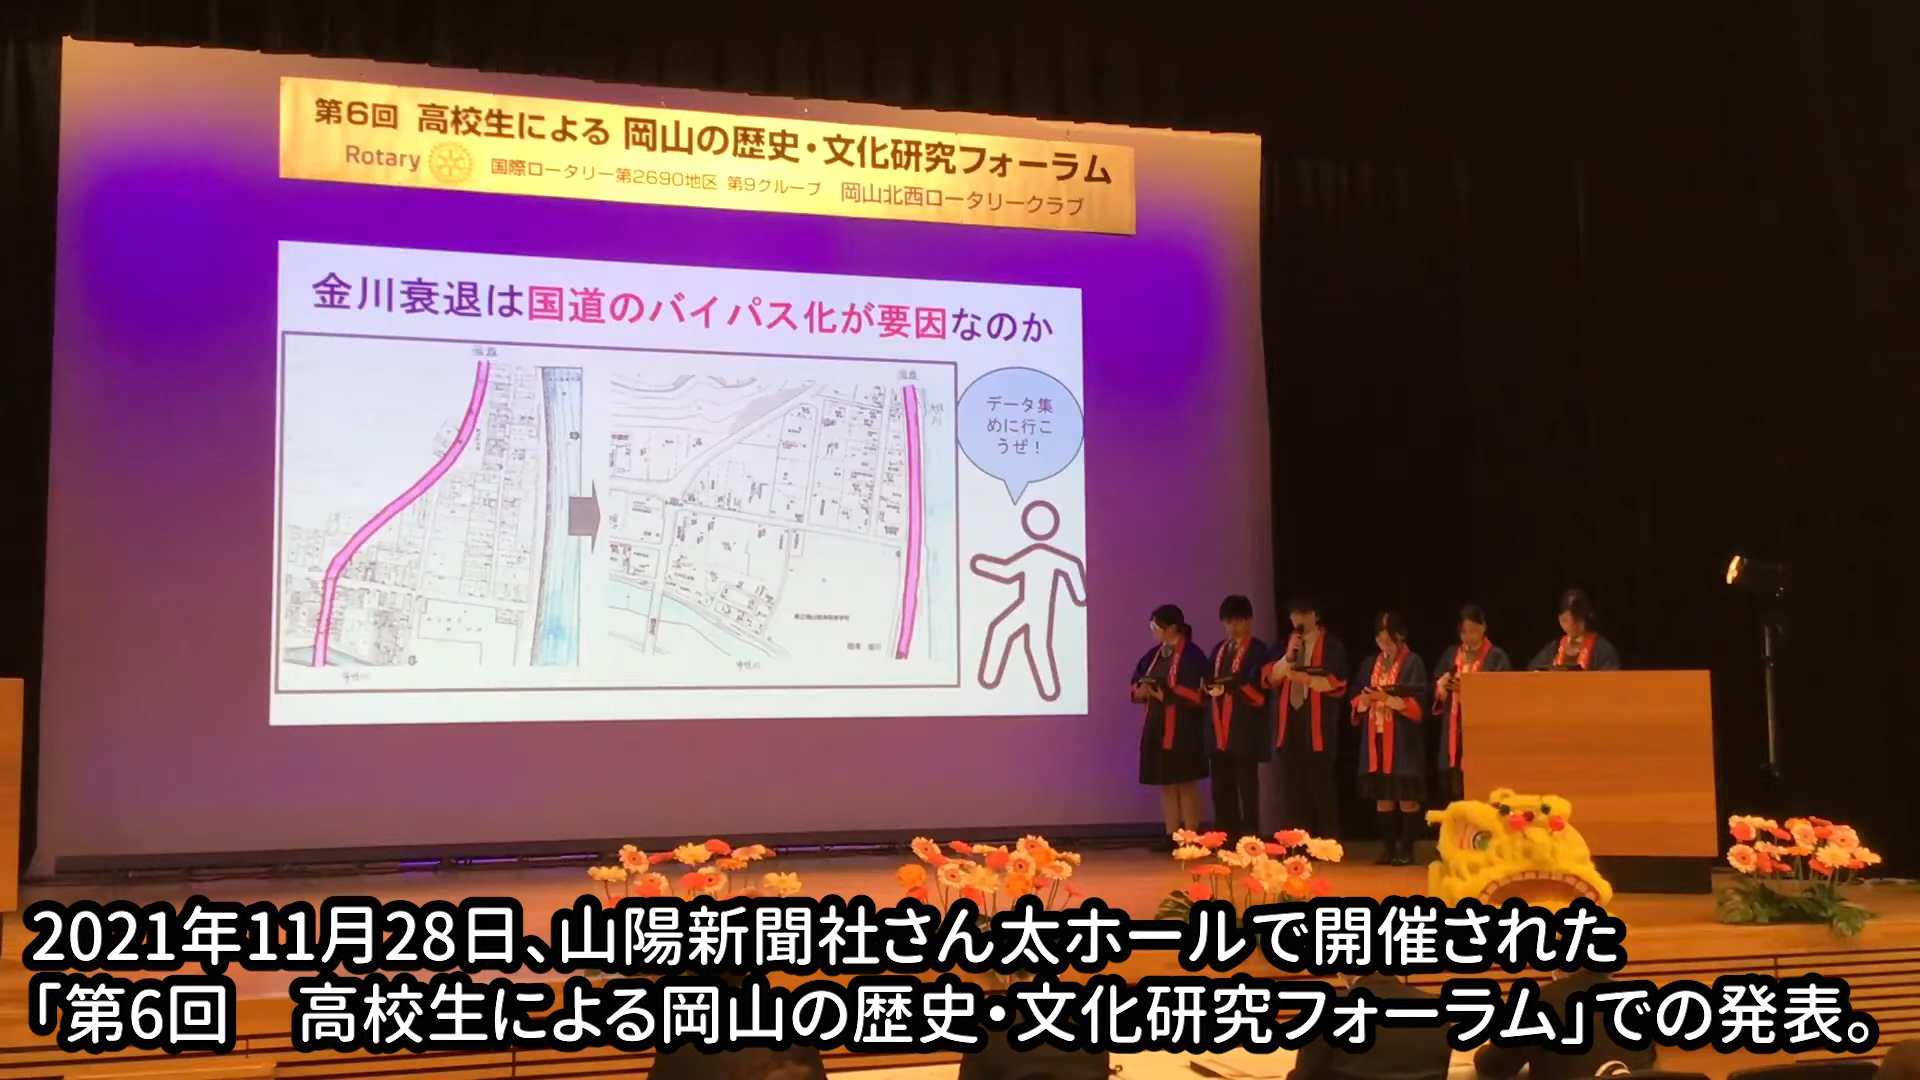 第6回 高校生による 岡山の歴史・文化研究フォーラム
Rotary 国際ロータリー第2690地区 第9グループ 岡山北西ロータリークラブ
金川衰退は国道のバイパス化が要因なのか
データ集
めに行こ
うぜ！
2021年11月28日、山陽新聞社さん太ホールで開催された
「第6回　高校生による岡山の歴史・文化研究フォーラム」での発表。